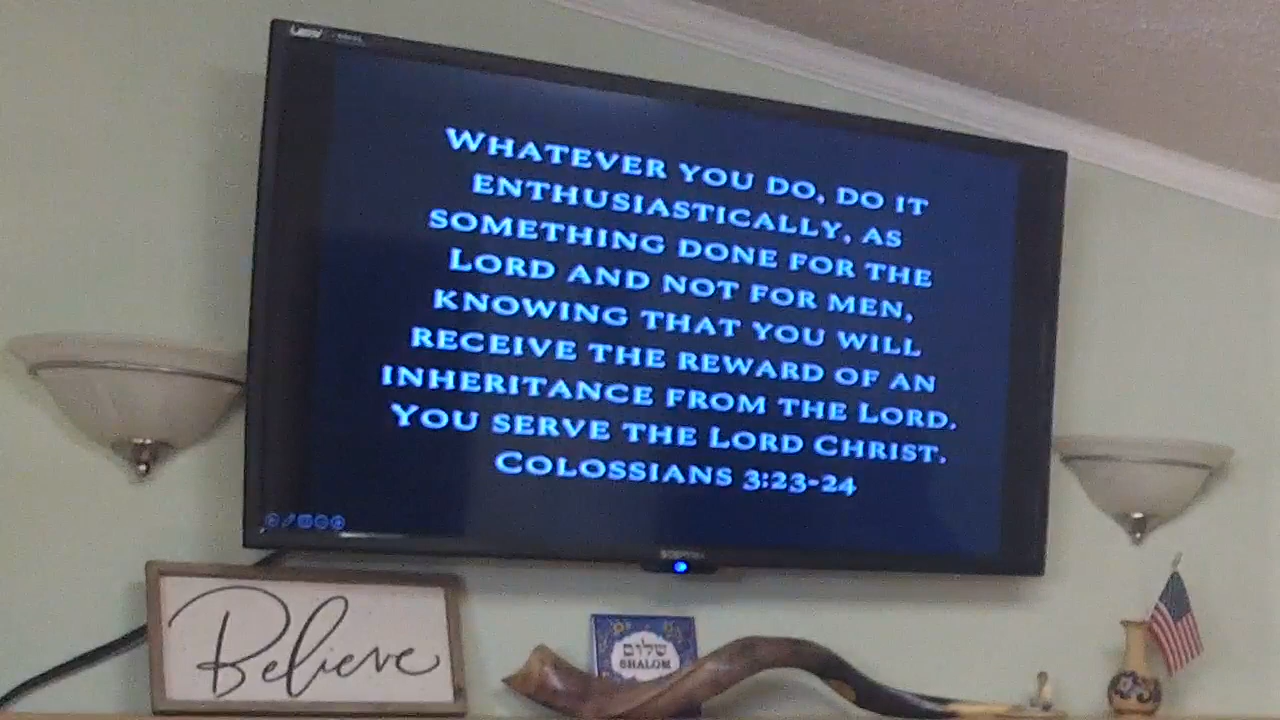 Whatever you do, do it
enthusiastically, as
something done for the
Lord and not for men,
knowing that you will
receive the reward of an
inheritance from the Lord.
You serve the Lord Christ.
Colossians 3:23-24
Believe
שלום
SHALOM